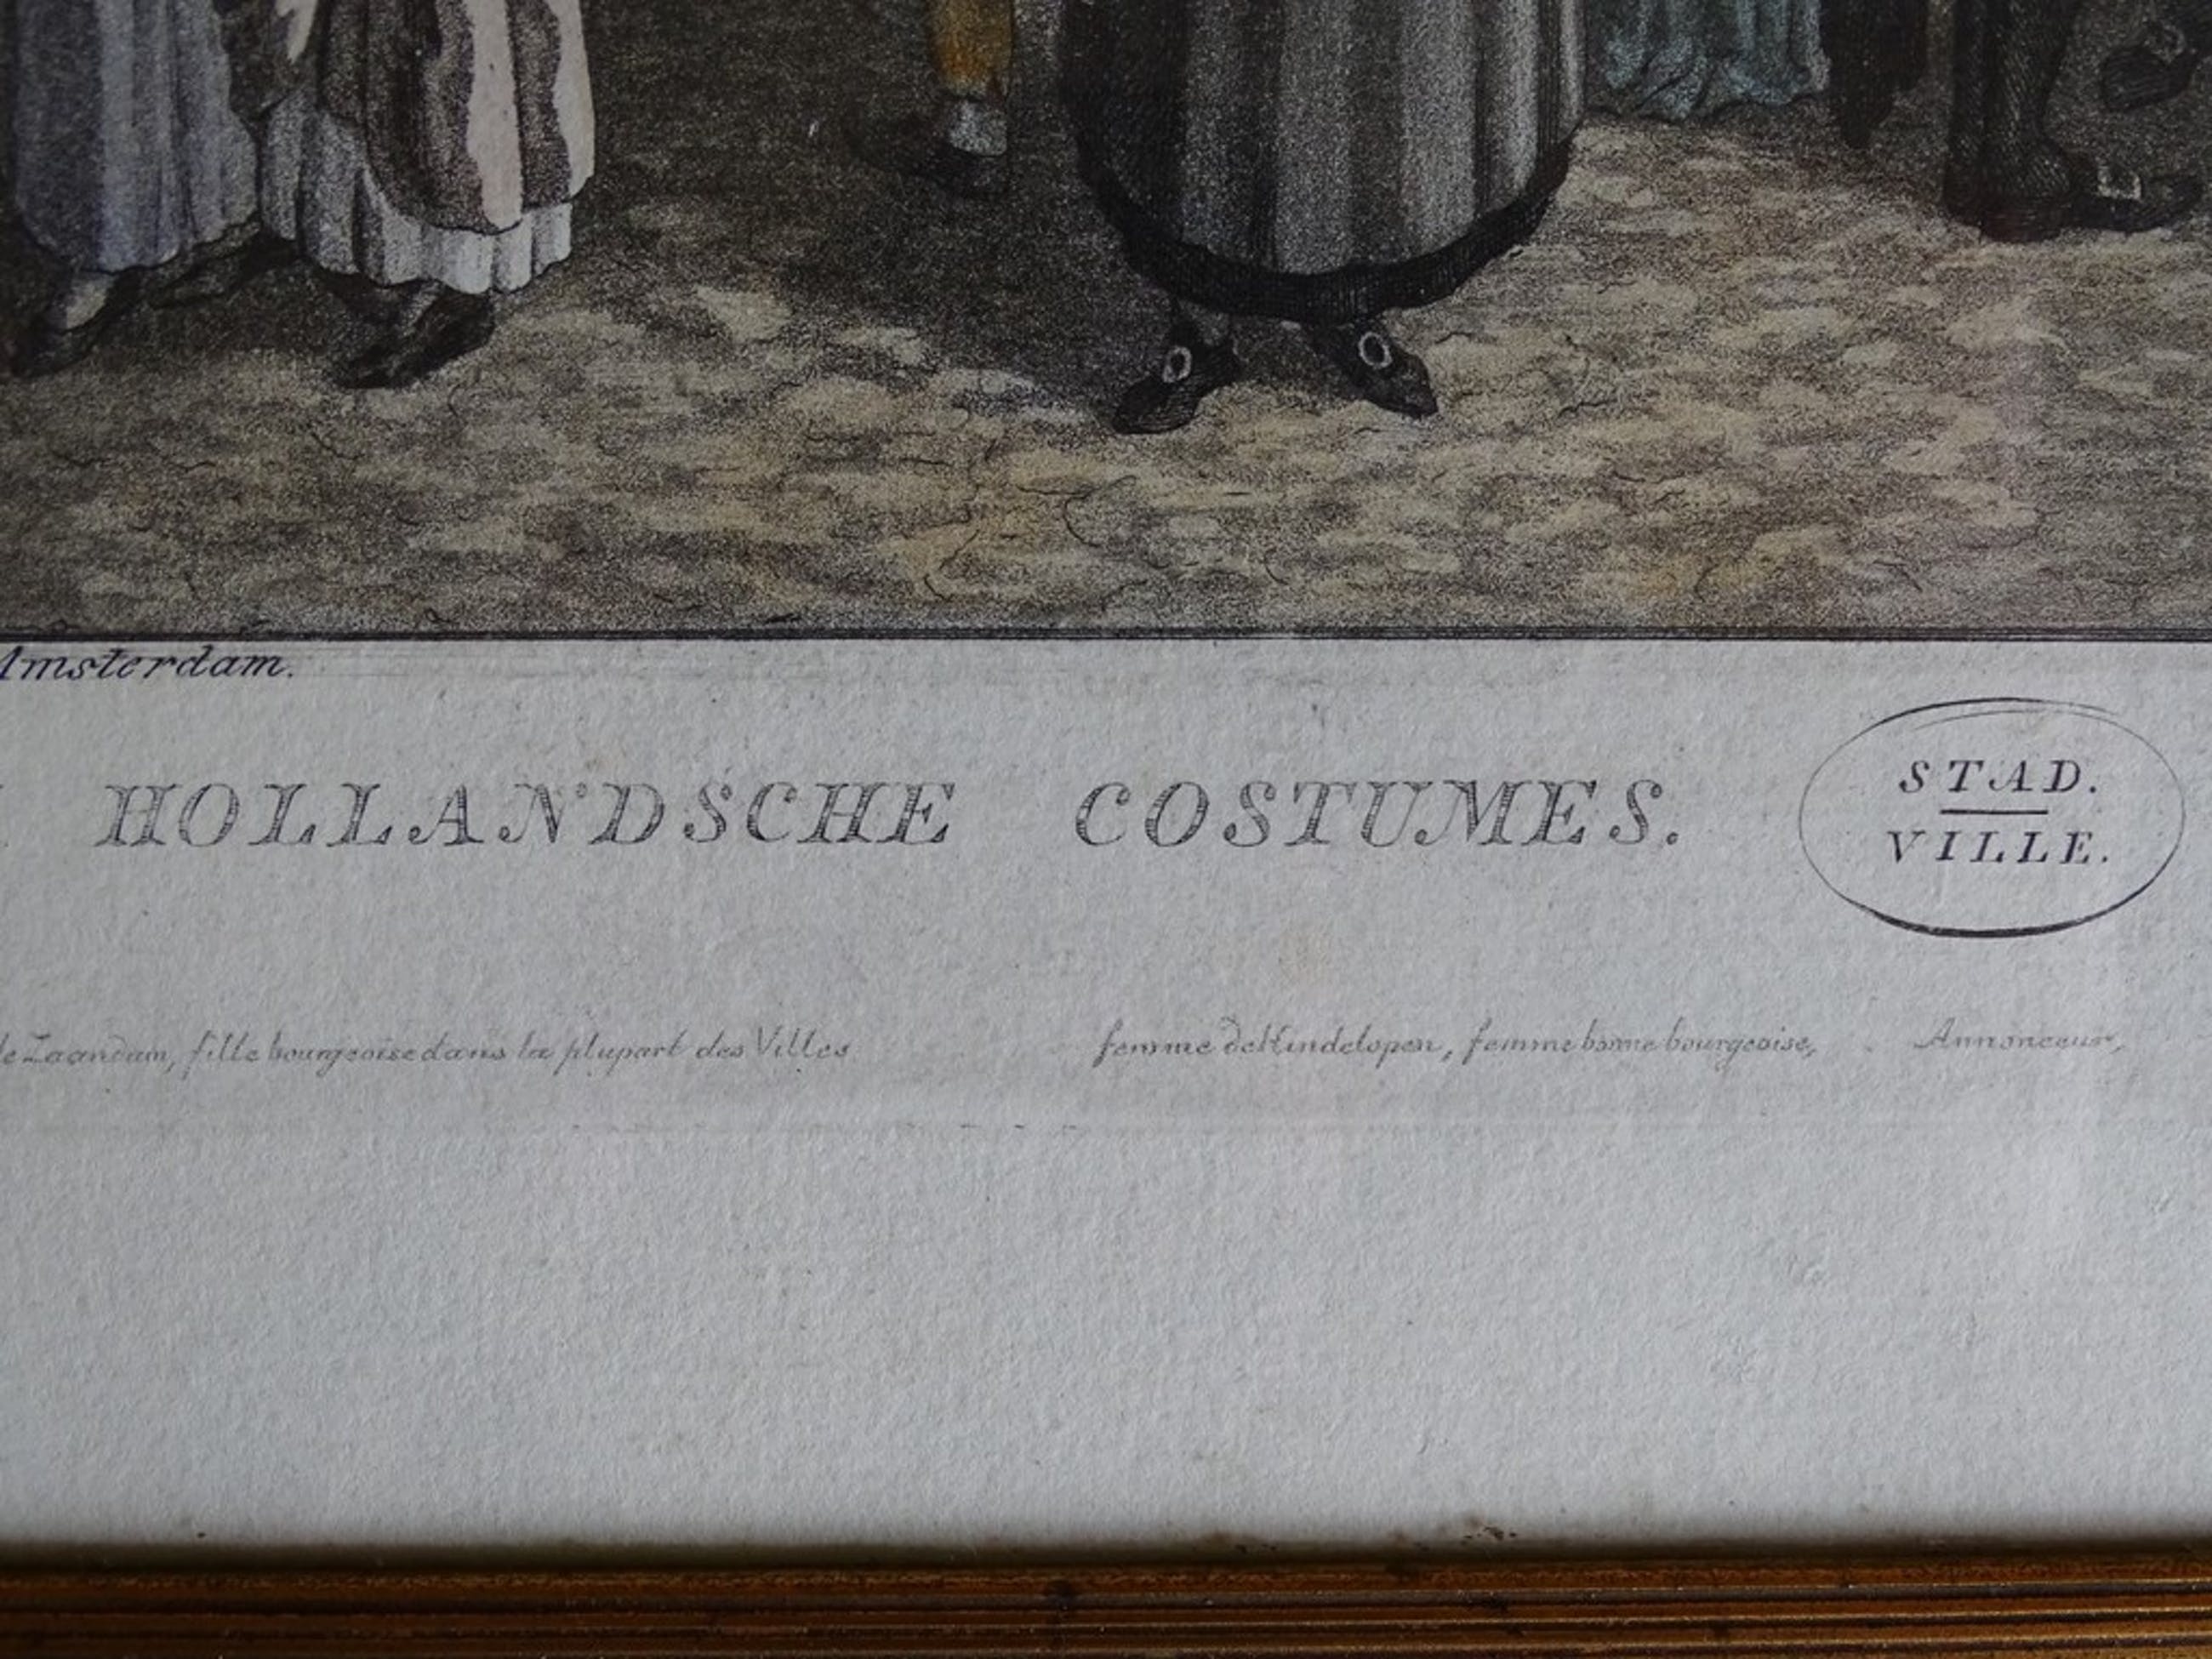 Amsterdam.
HOLLANDSCHE COSTUMES.
STAD.
VILLE.
de Zaandam, fille bourgeoise dans la plupart des Villes femme de Hindelopen, femme bonne bourgeoise, Annonceur,